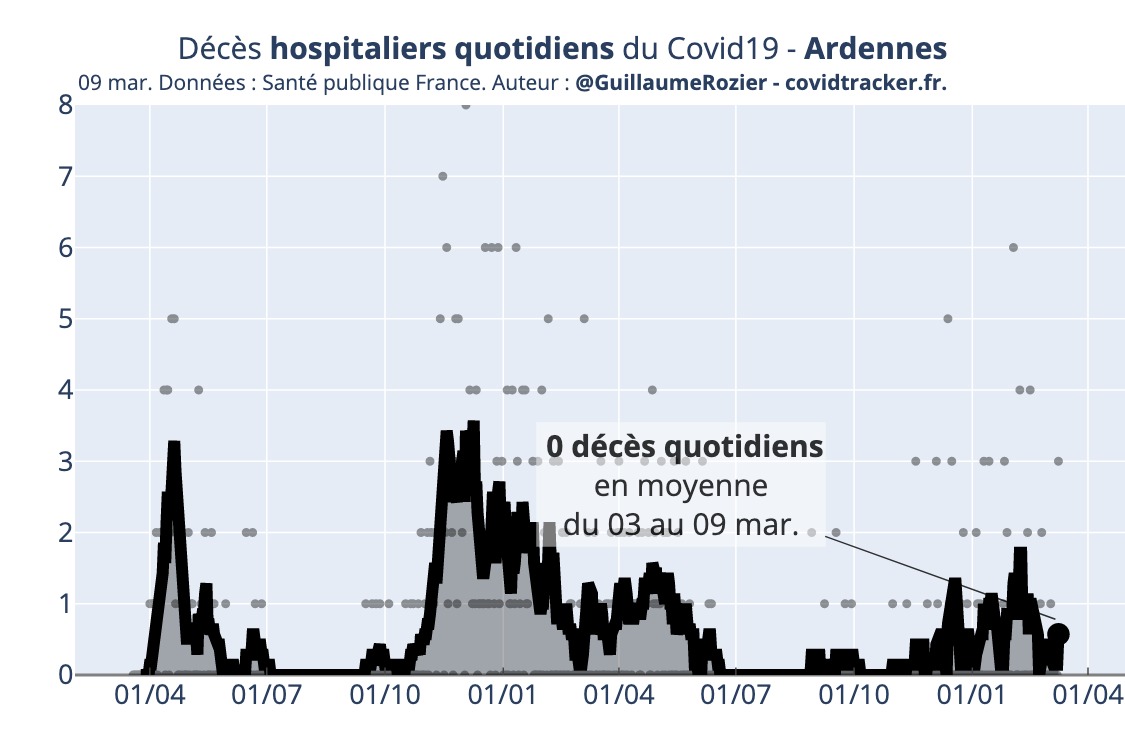 Décès hospitaliers quotidiens du Covid19 - Ardennes
09 mar. Données : Santé publique France. Auteur : @GuillaumeRozier - covidtracker.fr.
8
7
6
5
4
3
2
1
0
0 décès quotidiens
en moyenne
du 03 au 09 mar.
01/04 01/07 01/10 01/01 01/04 01/07 01/10 01/01 01/04